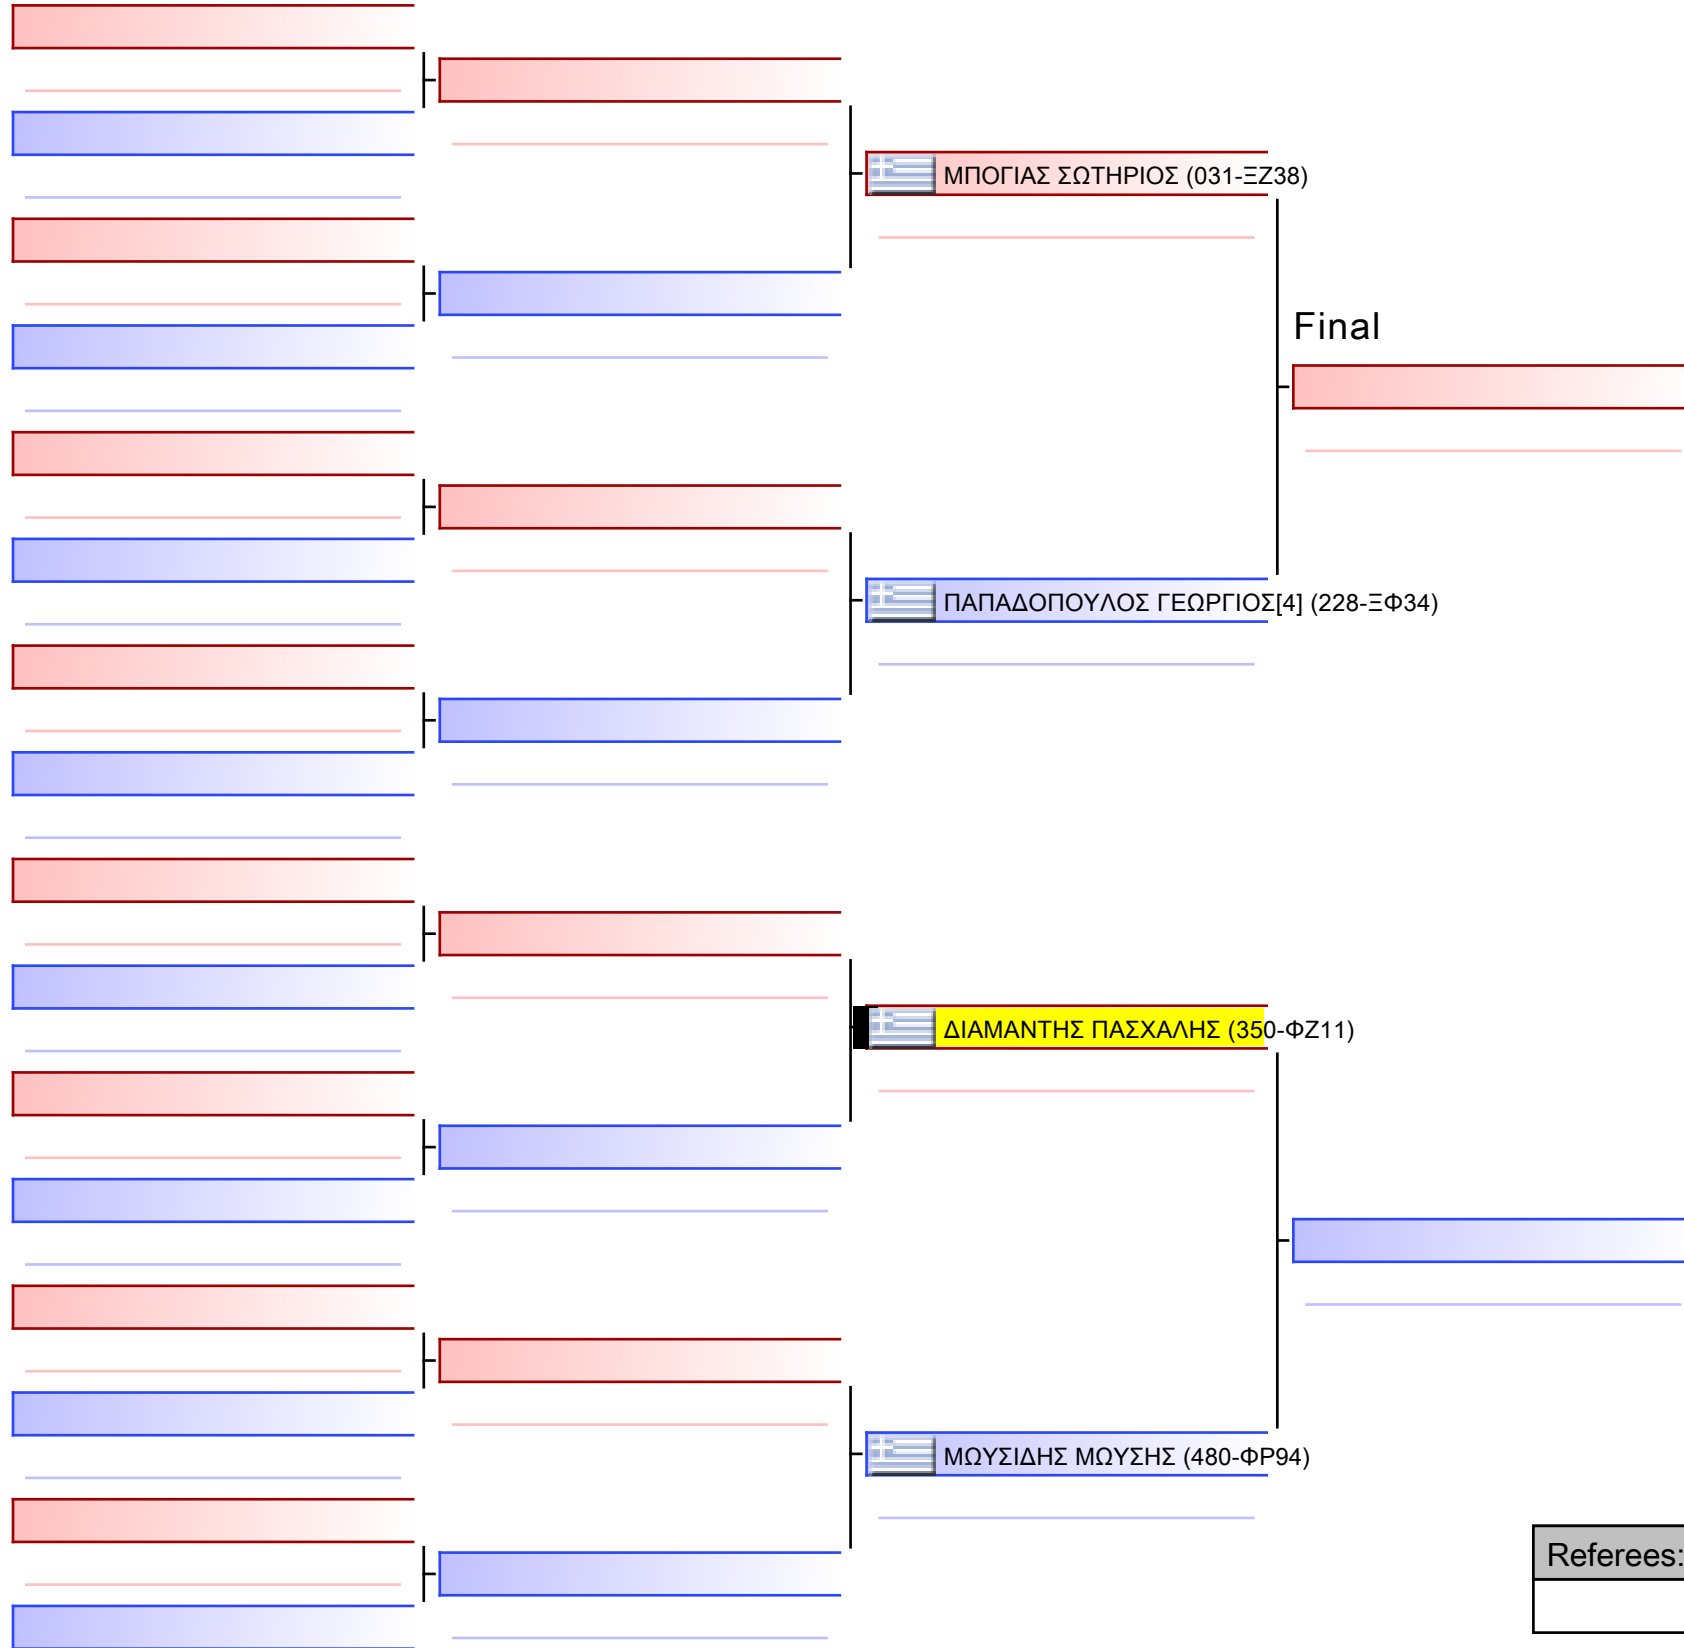 ΜΠΟΓΙΑΣ ΣΩΤΗΡΙΟΣ (031-ΞΖ38)
Final
ΠΑΠΑΔΟΠΟΥΛΟΣ ΓΕΩΡΓΙΟΣ[4] (228-ΞΦ34)
ΔΙΑΜΑΝΤΗΣ ΠΑΣΧΑΛΗΣ (350-ΦΖ11)
ΜΩΥΣΙΔΗΣ ΜΩΥΣΗΣ (480-ΦΡ94)
Referees: